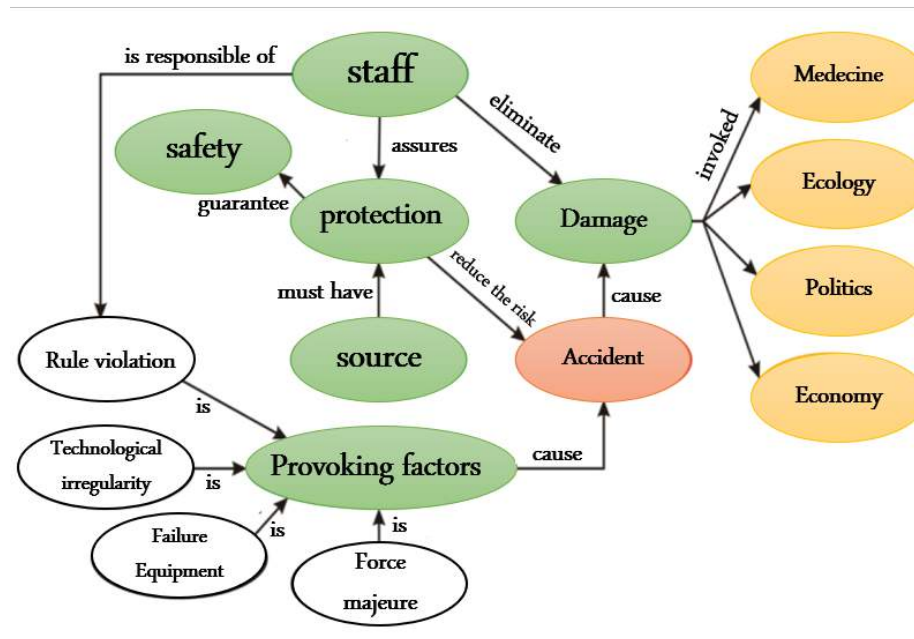 is responsible of
staff
Medecine
eliminate
invoked
safety
assures
Ecology
guarantee
protection
Damage
reduce the risk
must have
cause
Politics
Rule violation
source
Accident
Economy
is
Technological
irregularity
is
Provoking factors
cause
Failure
Equipment
is
is
Force
majeure